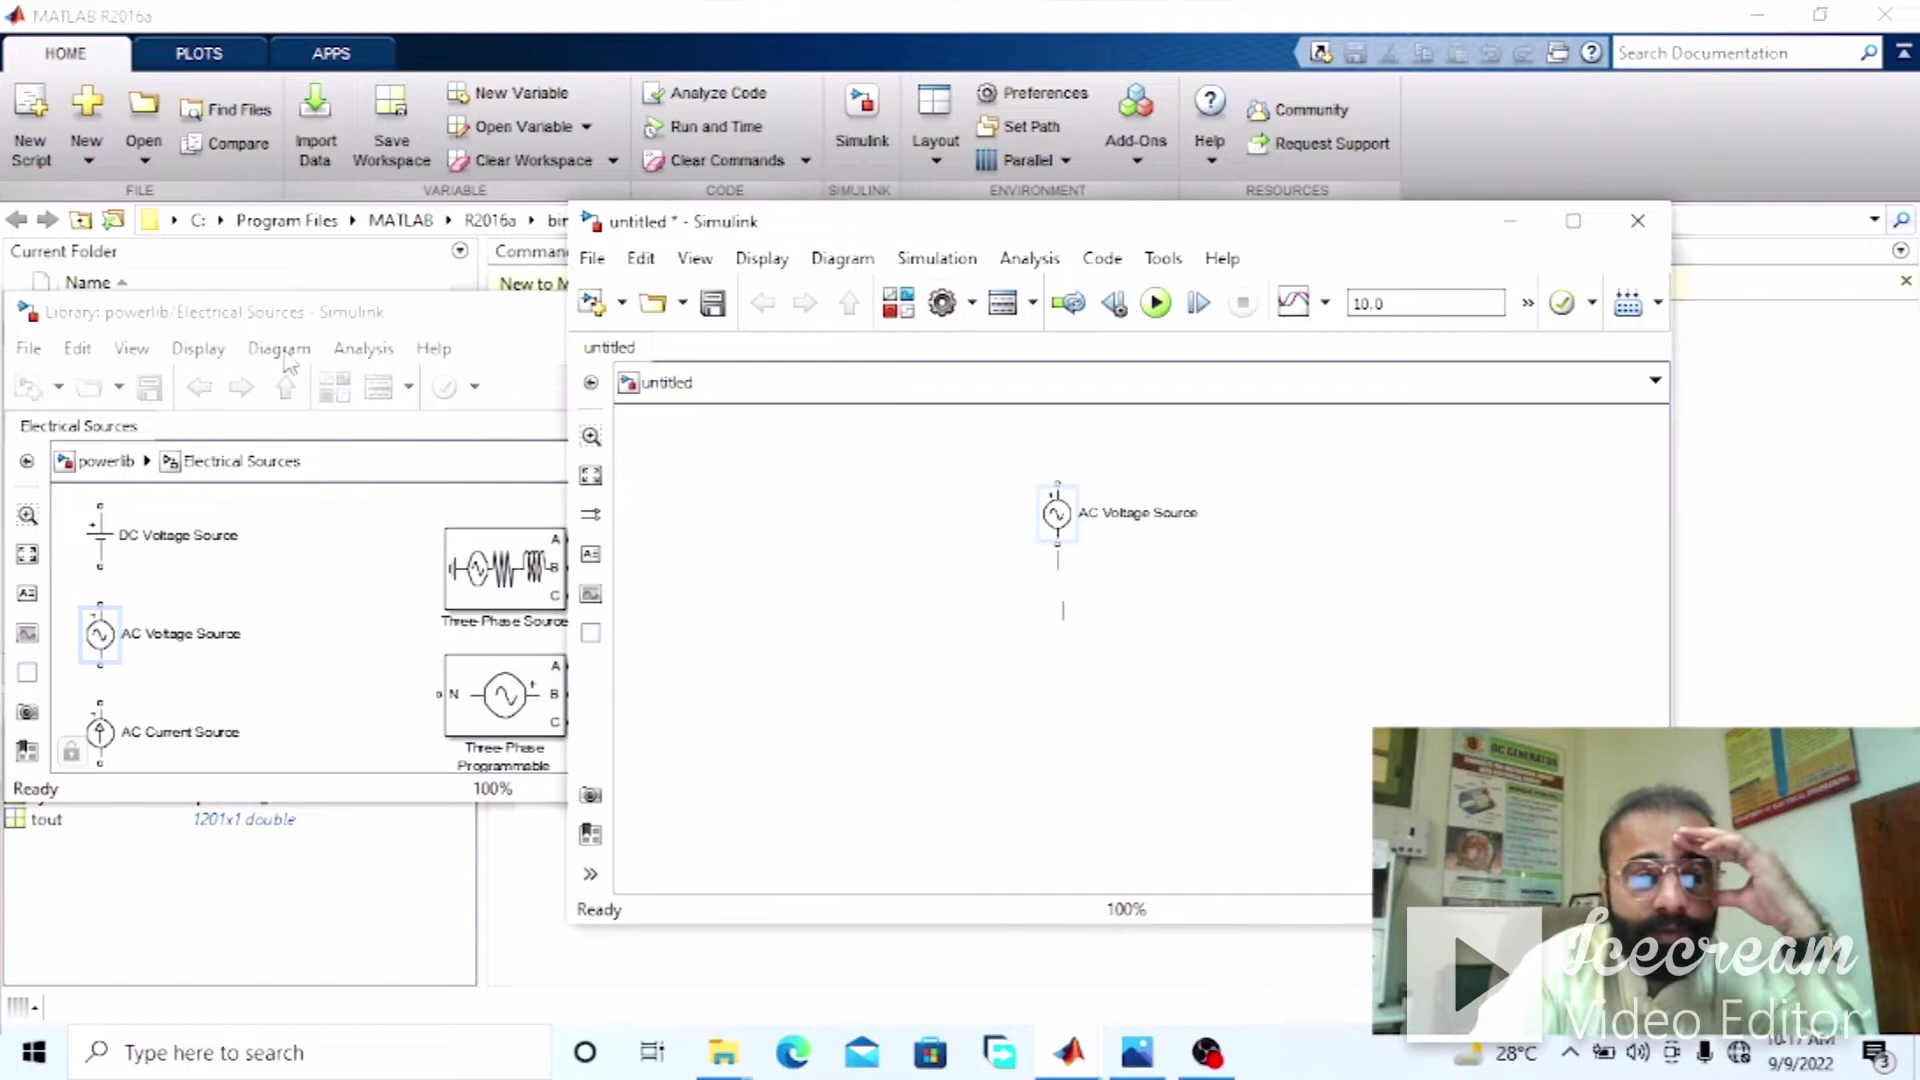 MATLAB R2016a
HOME
PLOTS
APPS
Search Documentation
New Script
New
Open
Find Files
Compare
Import Data
Save Workspace
New Variable
Open Variable
Clear Workspace
Analyze Code
Run and Time
Clear Commands
Simulink
Layout
Preferences
Set Path
Parallel
Add-Ons
Help
Community
Request Support
FILE
VARIABLE
CODE
SIMULINK
ENVIRONMENT
RESOURCES
C:
Program Files
MATLAB
R2016a
bin
Current Folder
Name
New to M
Library: powerlib/Electrical Sources - Simulink
File Edit View Display Diagram Analysis Help
Electrical Sources
powerlib
Electrical Sources
DC Voltage Source
AC Voltage Source
AC Current Source
A
B
C
Three-Phase Source
N
A
B
C
Three-Phase
Programmable
Ready
100%
tout
1201x1 double
untitled * - Simulink
File Edit View Display Diagram Simulation Analysis Code Tools Help
10.0
untitled
untitled
AC Voltage Source
Ready
100%
DC GENERATOR
Icecream
Video Editor
Type here to search
28°C
9/9/2022
3